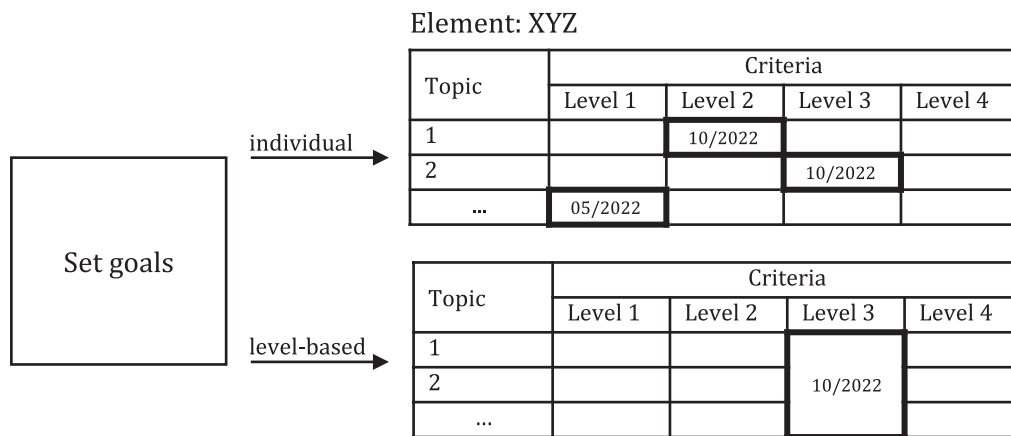 Element: XYZ
Topic
Criteria
Level 1 Level 2 Level 3 Level 4
1 10/2022
2 10/2022
... 05/2022
individual
Set goals
level-based
Topic
Criteria
Level 1 Level 2 Level 3 Level 4
1
2 10/2022
...